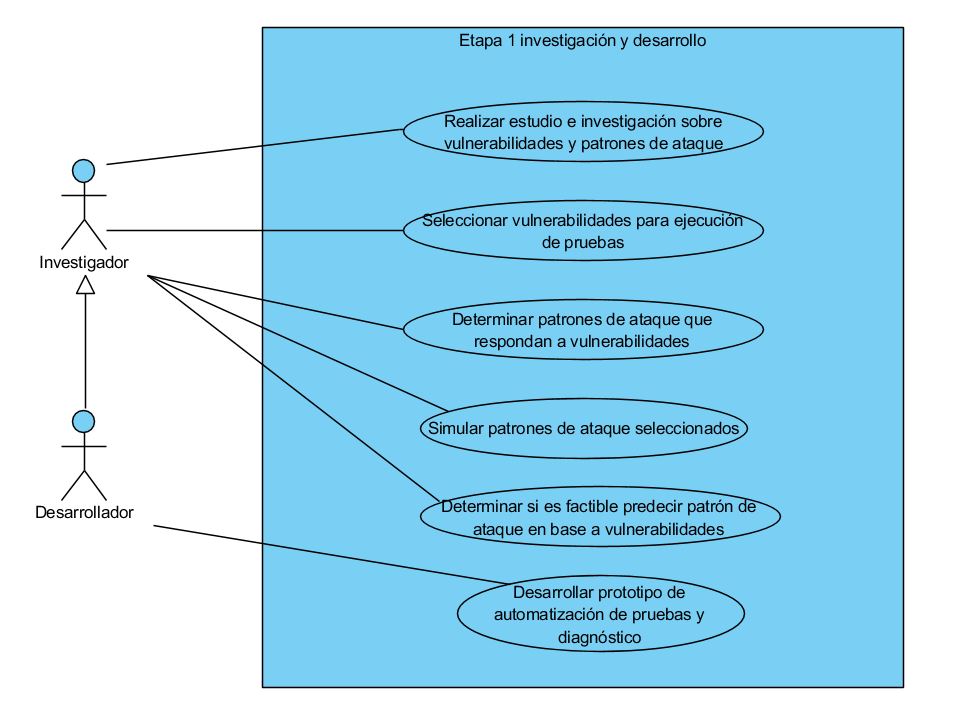 Etapa 1 investigación y desarrollo
Realizar estudio e investigación sobre
vulnerabilidades y patrones de ataque
Seleccionar vulnerabilidades para ejecución
de pruebas
Investigador
Determinar patrones de ataque que
respondan a vulnerabilidades
Simular patrones de ataque seleccionados
Desarrollador
Determinar si es factible predecir patrón de
ataque en base a vulnerabilidades
Desarrollar prototipo de
automatización de pruebas y
diagnóstico